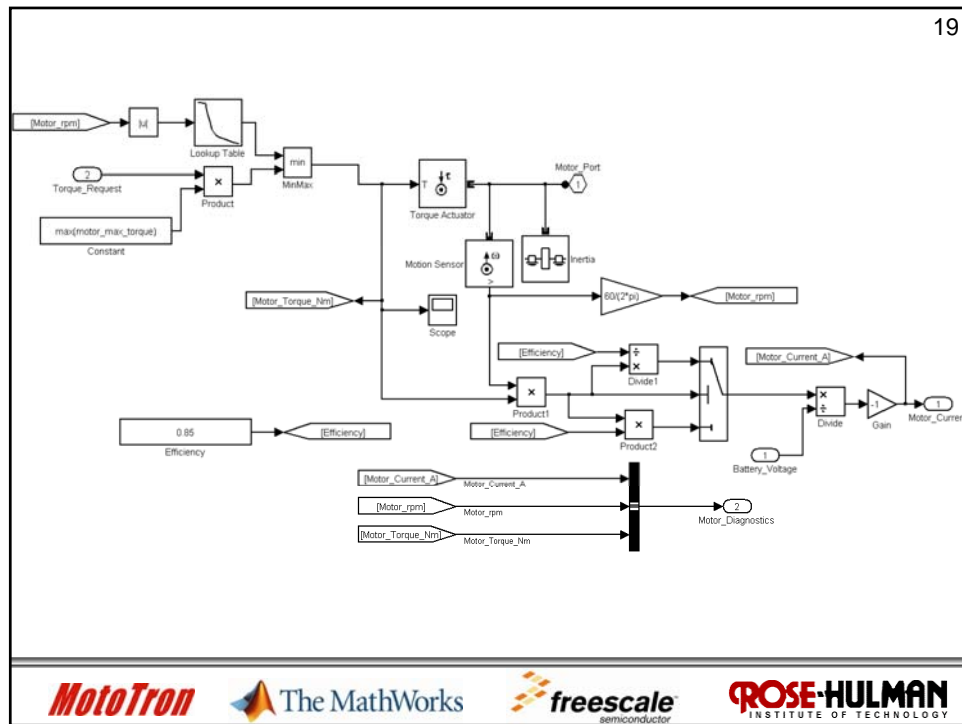 19
[Motor_rpm]
|u|
Lookup Table
2
Torque_Request
×
Product
max(motor_max_torque)
Constant
min
MinMax
T
τ
Torque Actuator
Motor_Port
1
Motion Sensor
ω
>
Inertia
[Motor_Torque_Nm]
Scope
60/(2*pi)
[Motor_rpm]
[Efficiency]
÷
×
Divide1
[Motor_Current_A]
×
Product1
[Efficiency]
×
Product2
×
÷
Divide
-1
Gain
1
Motor_Curren
1
Battery_Voltage
0.85
Efficiency
[Efficiency]
[Motor_Current_A]
Motor_Current_A
[Motor_rpm]
Motor_rpm
[Motor_Torque_Nm]
Motor_Torque_Nm
2
Motor_Diagnostics
MotoTron
The MathWorks
freescale
semiconductor
ROSE-HULMAN
INSTITUTE OF TECHNOLOGY